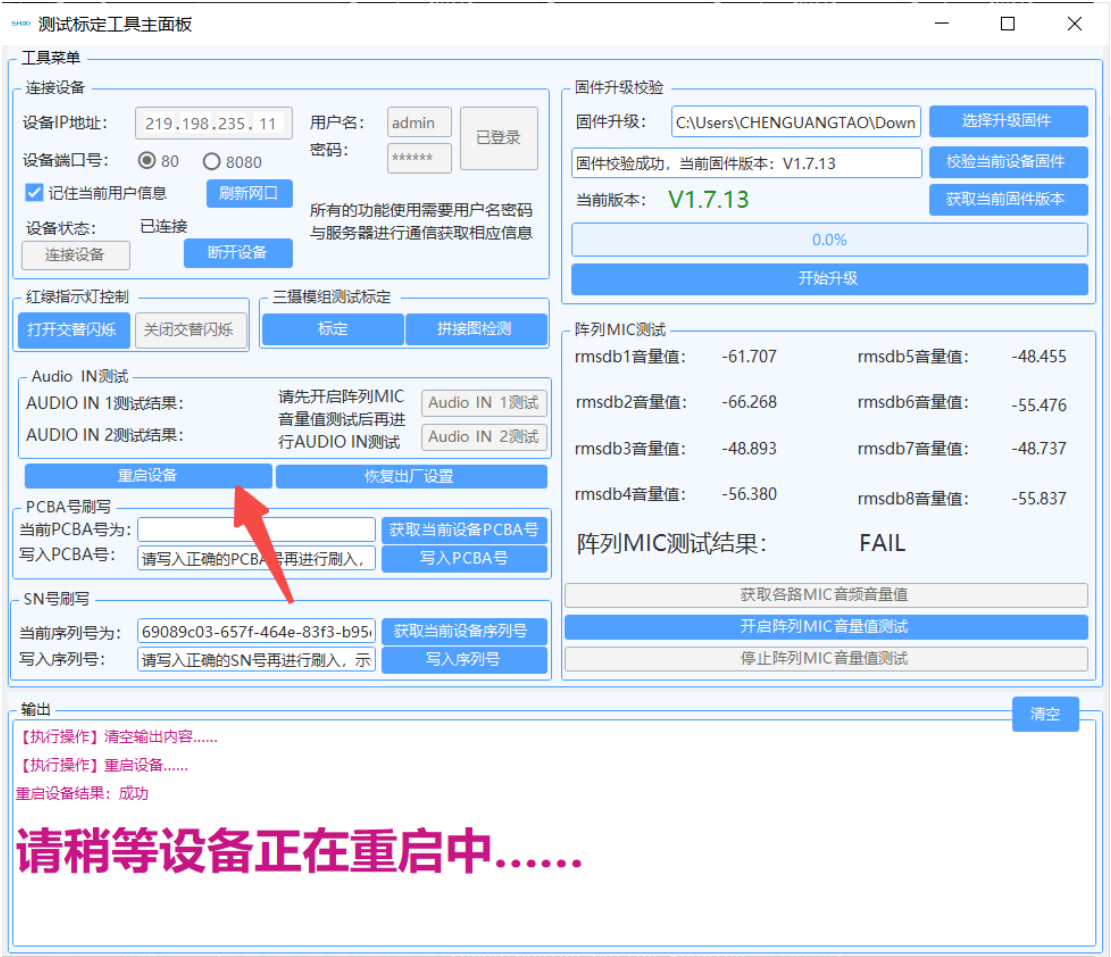 SHIXI 测试标定工具主面板
工具菜单
连接设备
设备IP地址： 219.198.235. 11
用户名： admin
密码： ******
已登录
设备端口号： 80 8080
记住当前用户信息 刷新网口
所有的功能使用需要用户名密码
与服务器进行通信获取相应信息
设备状态： 已连接
连接设备 断开设备
红绿指示灯控制
打开交替闪烁 关闭交替闪烁
三摄模组测试标定
标定 拼接图检测
Audio IN测试
AUDIO IN 1测试结果：
AUDIO IN 2测试结果：
请先开启阵列MIC
音量值测试后再进
行AUDIO IN测试
Audio IN 1测试
Audio IN 2测试
重启设备 恢复出厂设置
PCBA号刷写
当前PCBA号为： 获取当前设备PCBA号
写入PCBA号： 请写入正确的PCBA号再进行刷入， 写入PCBA号
SN号刷写
当前序列号为： 69089c03-657f-464e-83f3-b95 获取当前设备序列号
写入序列号： 请写入正确的SN号再进行刷入，示 写入序列号
固件升级校验
固件升级： C:\Users\CHENGUANGTAO\Down 选择升级固件
固件校验成功，当前固件版本：V1.7.13 校验当前设备固件
当前版本： V1.7.13 获取当前固件版本
0.0%
开始升级
阵列MIC测试
rmsdb1音量值： -61.707 rmsdb5音量值： -48.455
rmsdb2音量值： -66.268 rmsdb6音量值： -55.476
rmsdb3音量值： -48.893 rmsdb7音量值： -48.737
rmsdb4音量值： -56.380 rmsdb8音量值： -55.837
阵列MIC测试结果： FAIL
获取各路MIC音频音量值
开启阵列MIC音量值测试
停止阵列MIC音量值测试
输出
清空
【执行操作】清空输出内容......
【执行操作】重启设备......
重启设备结果：成功
请稍等设备正在重启中......